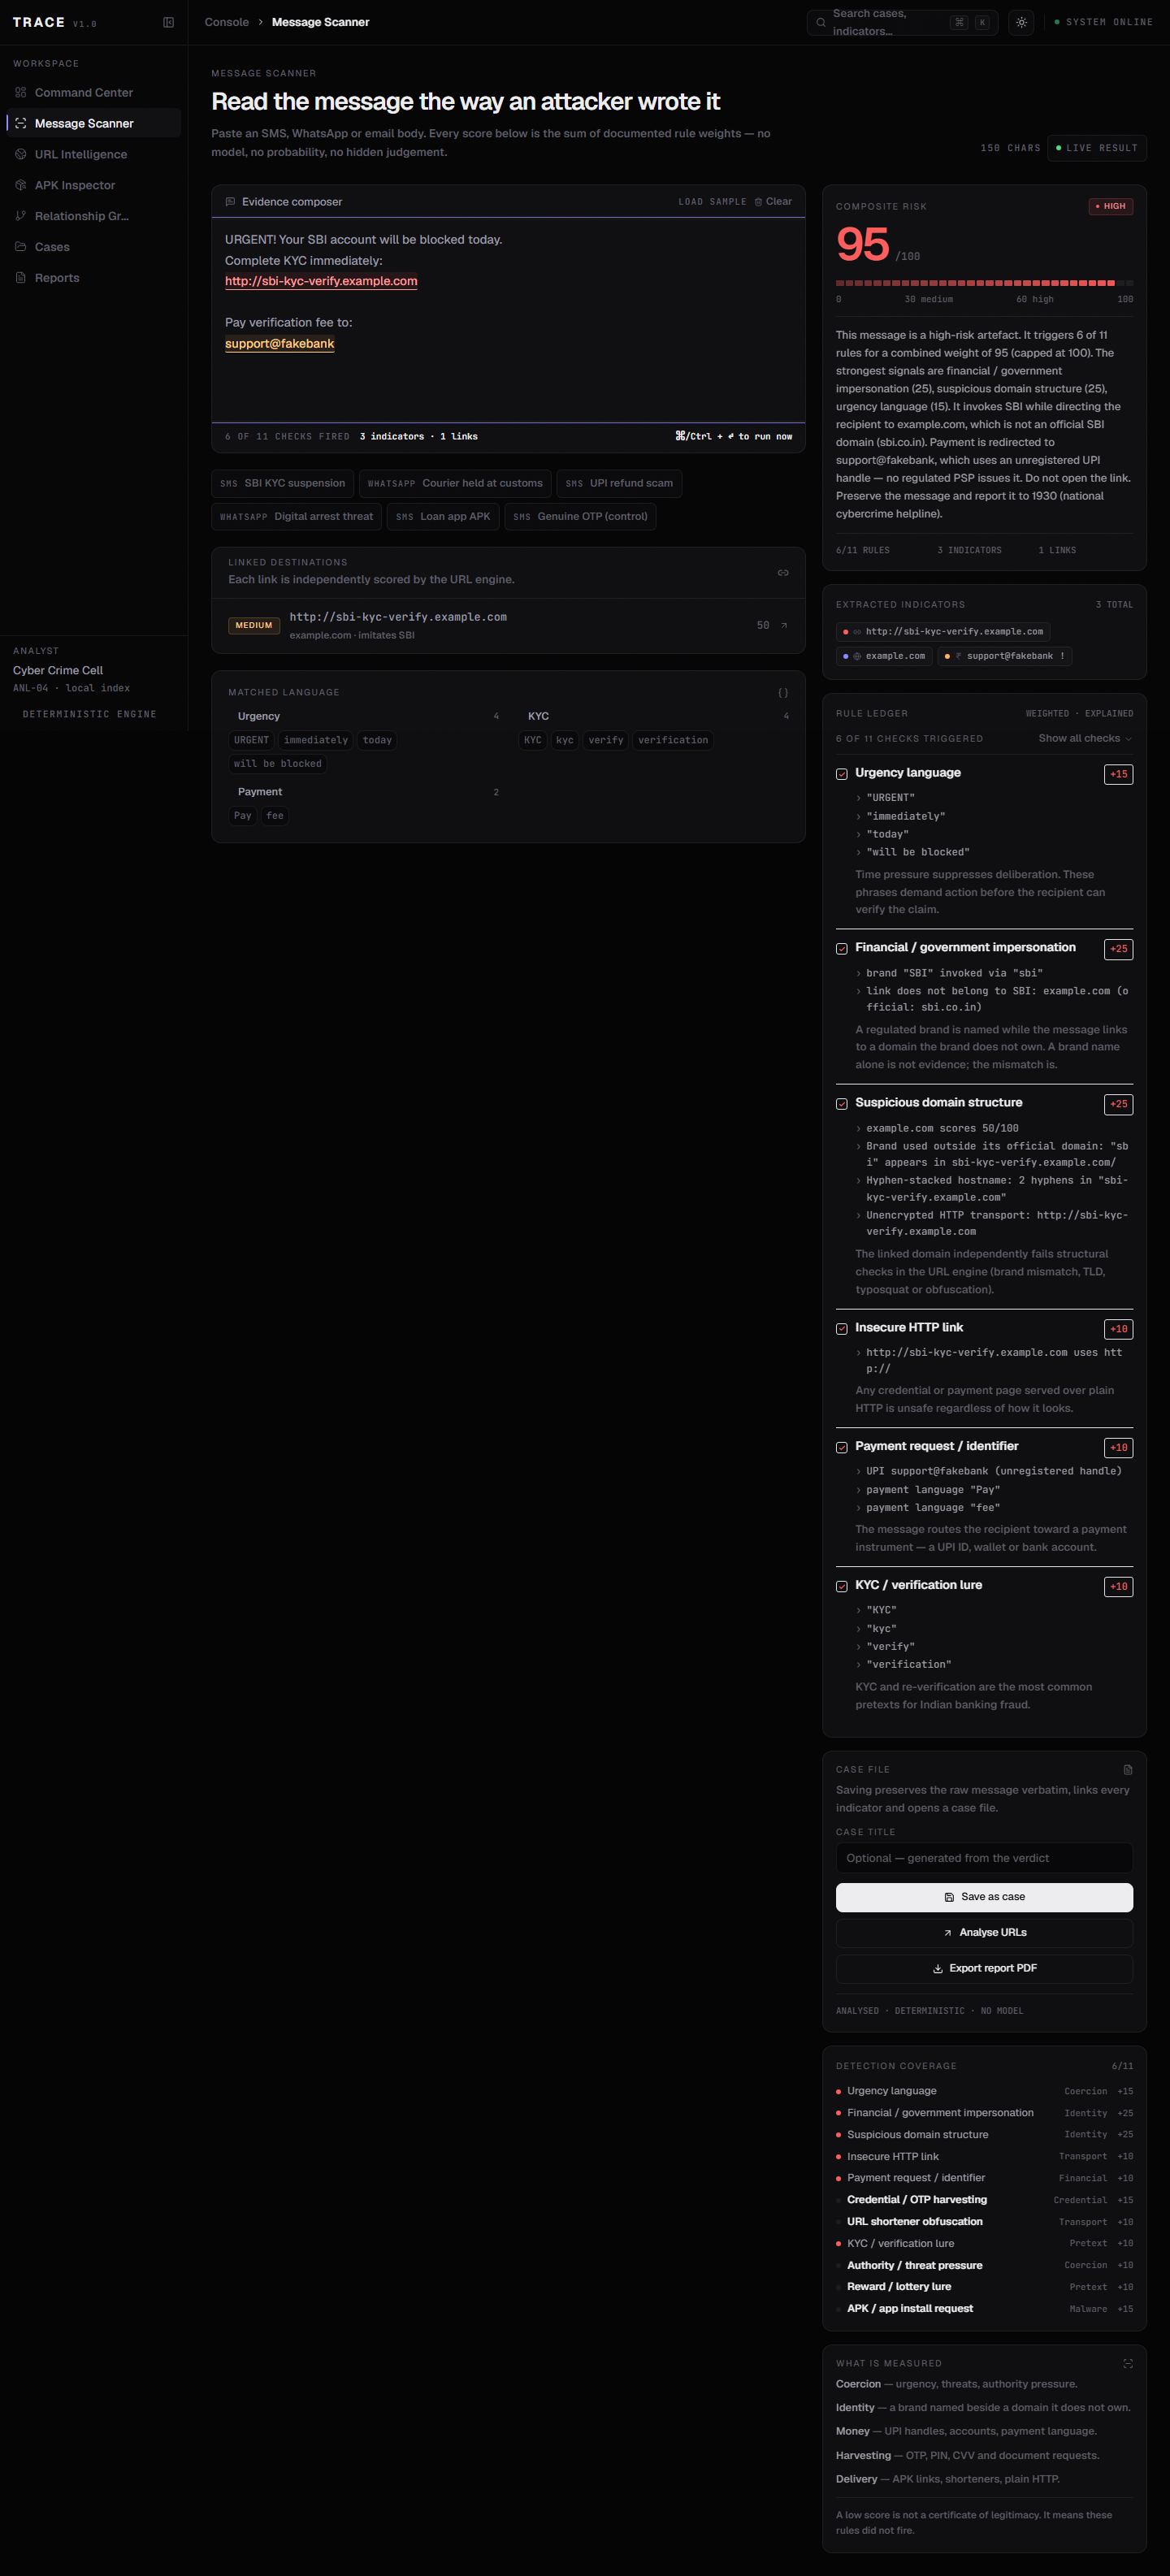 TRACE V1.0
Console › Message Scanner
Search cases, indicators…
⌘ K
SYSTEM ONLINE
WORKSPACE
Command Center
Message Scanner
URL Intelligence
APK Inspector
Relationship Gr…
Cases
Reports
ANALYST
Cyber Crime Cell
ANL-04 · local index
DETERMINISTIC ENGINE
MESSAGE SCANNER
Read the message the way an attacker wrote it
Paste an SMS, WhatsApp or email body. Every score below is the sum of documented rule weights — no
model, no probability, no hidden judgement.
150 CHARS
LIVE RESULT
Evidence composer
LOAD SAMPLE
Clear
URGENT! Your SBI account will be blocked today.
Complete KYC immediately:
http://sbi-kyc-verify.example.com
Pay verification fee to:
support@fakebank
6 OF 11 CHECKS FIRED 3 indicators · 1 links
⌘/Ctrl + ↵ to run now
SMS SBI KYC suspension
WHATSAPP Courier held at customs
SMS UPI refund scam
WHATSAPP Digital arrest threat
SMS Loan app APK
SMS Genuine OTP (control)
LINKED DESTINATIONS
Each link is independently scored by the URL engine.
MEDIUM
http://sbi-kyc-verify.example.com
example.com · imitates SBI
50
MATCHED LANGUAGE
Urgency 4
URGENT immediately today
will be blocked
KYC 4
KYC kyc verify verification
Payment 2
Pay fee
COMPOSITE RISK
HIGH
95 /100
0 30 medium 60 high 100
This message is a high-risk artefact. It triggers 6 of 11
rules for a combined weight of 95 (capped at 100). The
strongest signals are financial / government
impersonation (25), suspicious domain structure (25),
urgency language (15). It invokes SBI while directing the
recipient to example.com, which is not an official SBI
domain (sbi.co.in). Payment is redirected to
support@fakebank, which uses an unregistered UPI
handle — no regulated PSP issues it. Do not open the link.
Preserve the message and report it to 1930 (national
cybercrime helpline).
6/11 RULES 3 INDICATORS 1 LINKS
EXTRACTED INDICATORS
3 TOTAL
http://sbi-kyc-verify.example.com
example.com
₹ support@fakebank !
RULE LEDGER
WEIGHTED · EXPLAINED
6 OF 11 CHECKS TRIGGERED
Show all checks
Urgency language +15
› "URGENT"
› "immediately"
› "today"
› "will be blocked"
Time pressure suppresses deliberation. These
phrases demand action before the recipient can
verify the claim.
Financial / government impersonation +25
› brand "SBI" invoked via "sbi"
› link does not belong to SBI: example.com (o
fficial: sbi.co.in)
A regulated brand is named while the message links
to a domain the brand does not own. A brand name
alone is not evidence; the mismatch is.
Suspicious domain structure +25
› example.com scores 50/100
› Brand used outside its official domain: "sb
i" appears in sbi-kyc-verify.example.com/
› Hyphen-stacked hostname: 2 hyphens in "sbi-
kyc-verify.example.com"
› Unencrypted HTTP transport: http://sbi-kyc-
verify.example.com
The linked domain independently fails structural
checks in the URL engine (brand mismatch, TLD,
typosquat or obfuscation).
Insecure HTTP link +10
› http://sbi-kyc-verify.example.com uses htt
p://
Any credential or payment page served over plain
HTTP is unsafe regardless of how it looks.
Payment request / identifier +10
› UPI support@fakebank (unregistered handle)
› payment language "Pay"
› payment language "fee"
The message routes the recipient toward a payment
instrument — a UPI ID, wallet or bank account.
KYC / verification lure +10
› "KYC"
› "kyc"
› "verify"
› "verification"
KYC and re-verification are the most common
pretexts for Indian banking fraud.
CASE FILE
Saving preserves the raw message verbatim, links every
indicator and opens a case file.
CASE TITLE
Optional — generated from the verdict
Save as case
Analyse URLs
Export report PDF
ANALYSED · DETERMINISTIC · NO MODEL
DETECTION COVERAGE 6/11
Urgency language Coercion +15
Financial / government impersonation Identity +25
Suspicious domain structure Identity +25
Insecure HTTP link Transport +10
Payment request / identifier Financial +10
Credential / OTP harvesting Credential +15
URL shortener obfuscation Transport +10
KYC / verification lure Pretext +10
Authority / threat pressure Coercion +10
Reward / lottery lure Pretext +10
APK / app install request Malware +15
WHAT IS MEASURED
Coercion — urgency, threats, authority pressure.
Identity — a brand named beside a domain it does not own.
Money — UPI handles, accounts, payment language.
Harvesting — OTP, PIN, CVV and document requests.
Delivery — APK links, shorteners, plain HTTP.
A low score is not a certificate of legitimacy. It means these
rules did not fire.